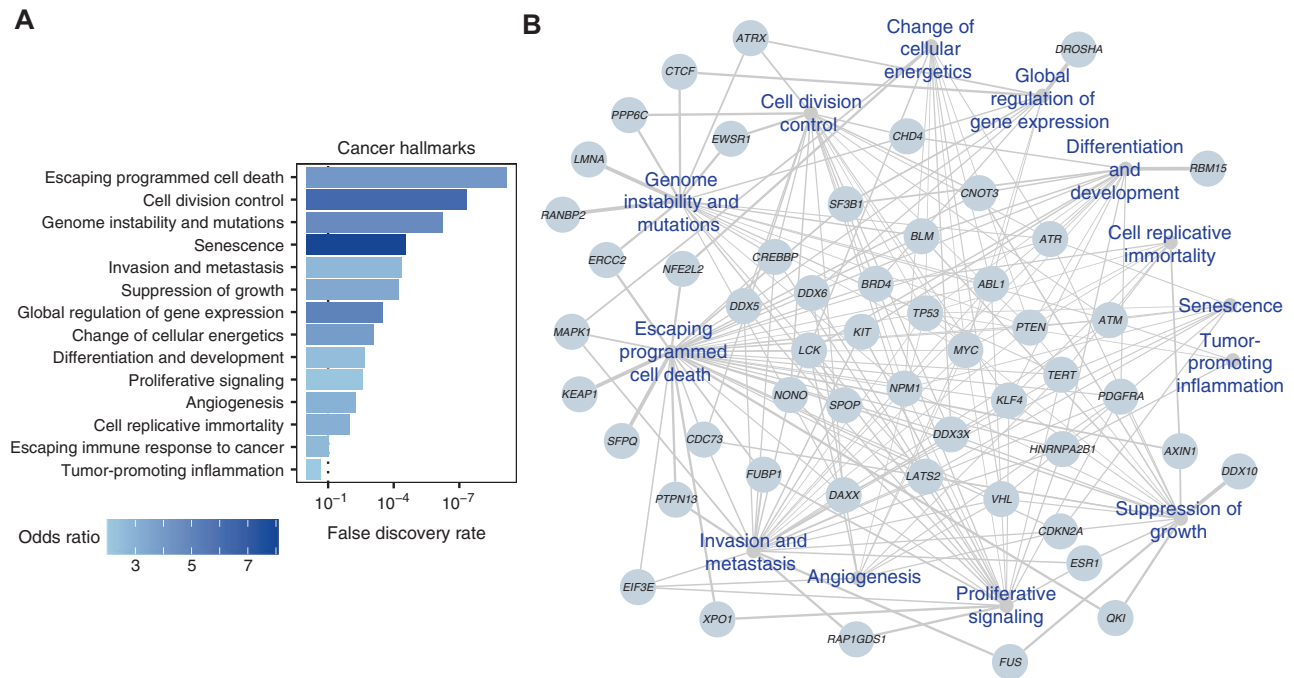 A
Cancer hallmarks
Escaping programmed cell death
Cell division control
Genome instability and mutations
Senescence
Invasion and metastasis
Suppression of growth
Global regulation of gene expression
Change of cellular energetics
Differentiation and development
Proliferative signaling
Angiogenesis
Cell replicative immortality
Escaping immune response to cancer
Tumor-promoting inflammation
10⁻¹ 10⁻⁴ 10⁻⁷
False discovery rate
Odds ratio
3 5 7
B
Change of
cellular
energetics
Global
regulation of
gene expression
Cell division
control
Differentiation
and
development
Genome
instability and
mutations
Cell replicative
immortality
Senescence
Tumor-
promoting
inflammation
Escaping
programmed
cell death
Suppression of
growth
Invasion and
metastasis
Angiogenesis
Proliferative
signaling
ATRX
DROSHA
CTCF
PPP6C
EWSR1
CHD4
LMNA
RBM15
RANBP2
SF3B1
CNOT3
BLM
ATR
ERCC2
NFE2L2
CREBBP
DDX5
DDX6
BRD4
ABL1
TP53
PTEN
ATM
MAPK1
KIT
LCK
MYC
TERT
KEAP1
NONO
SPOP
NPM1
KLF4
PDGFRA
SFPQ
CDC73
DDX3X
HNRNPA2B1
AXIN1
DDX10
FUBP1
LATS2
PTPN13
DAXX
VHL
CDKN2A
ESR1
EIF3E
XPO1
RAP1GDS1
QKI
FUS